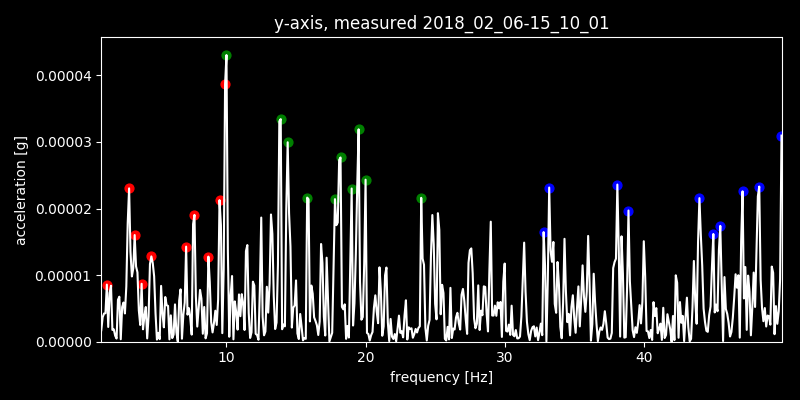 y-axis, measured 2018_02_06-15_10_01
0.00004
0.00003
0.00002
0.00001
0.00000
acceleration [g]
10 20 30 40
frequency [Hz]